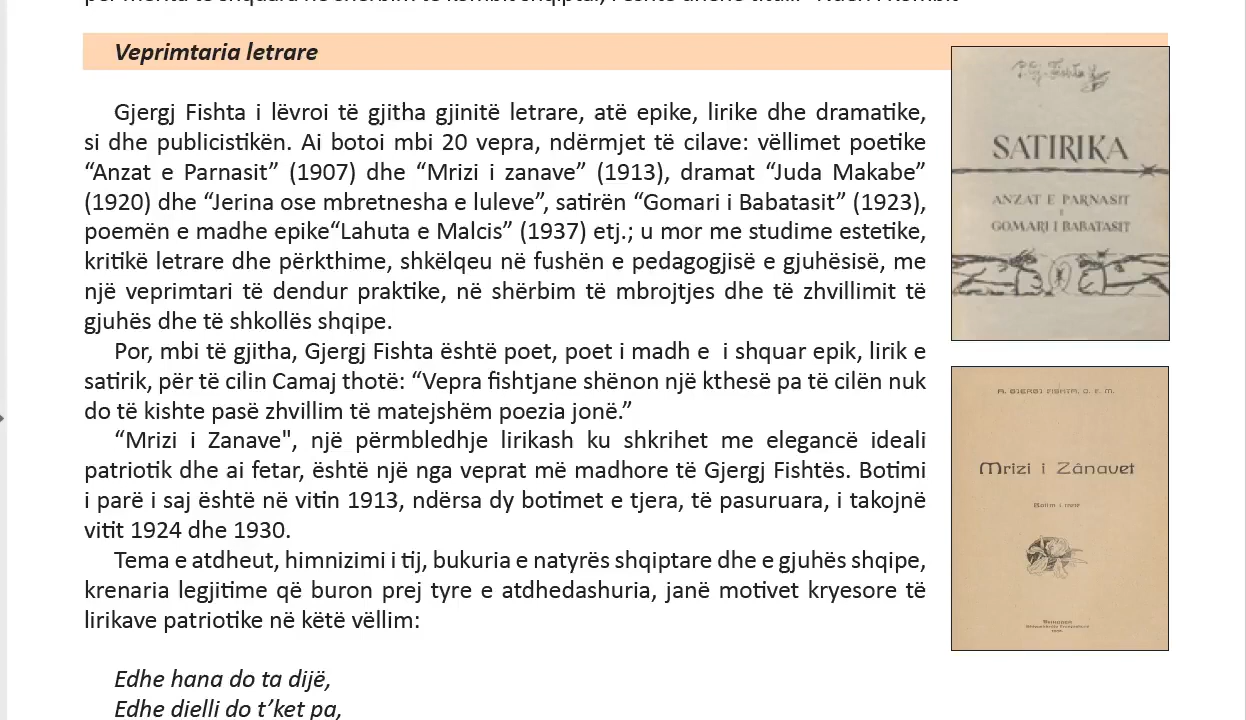 Veprimtaria letrare
Gjergj Fishta i lëvroi të gjitha gjinitë letrare, atë epike, lirike dhe dramatike,
si dhe publicistikën. Ai botoi mbi 20 vepra, ndërmjet të cilave: vëllimet poetike
“Anzat e Parnasit” (1907) dhe “Mrizi i zanave” (1913), dramat “Juda Makabe”
(1920) dhe “Jerina ose mbretnesha e luleve”, satirën “Gomari i Babatasit” (1923),
poemën e madhe epike“Lahuta e Malcis” (1937) etj.; u mor me studime estetike,
kritikë letrare dhe përkthime, shkëlqeu në fushën e pedagogjisë e gjuhësisë, me
një veprimtari të dendur praktike, në shërbim të mbrojtjes dhe të zhvillimit të
gjuhës dhe të shkollës shqipe.
Por, mbi të gjitha, Gjergj Fishta është poet, poet i madh e  i shquar epik, lirik e
satirik, për të cilin Camaj thotë: “Vepra fishtjane shënon një kthesë pa të cilën nuk
do të kishte pasë zhvillim të matejshëm poezia jonë.”
“Mrizi i Zanave", një përmbledhje lirikash ku shkrihet me elegancë ideali
patriotik dhe ai fetar, është një nga veprat më madhore të Gjergj Fishtës. Botimi
i parë i saj është në vitin 1913, ndërsa dy botimet e tjera, të pasuruara, i takojnë
vitit 1924 dhe 1930.
Tema e atdheut, himnizimi i tij, bukuria e natyrës shqiptare dhe e gjuhës shqipe,
krenaria legjitime që buron prej tyre e atdhedashuria, janë motivet kryesore të
lirikave patriotike në këtë vëllim:
Edhe hana do ta dijë,
Edhe dielli do t’ket pa,
SATIRIKA
ANZAT E PARNASIT
E
GOMARI I BABATASIT
A. GJERGJ FISHTA, O. F. M.
Mrizi i Zânavet